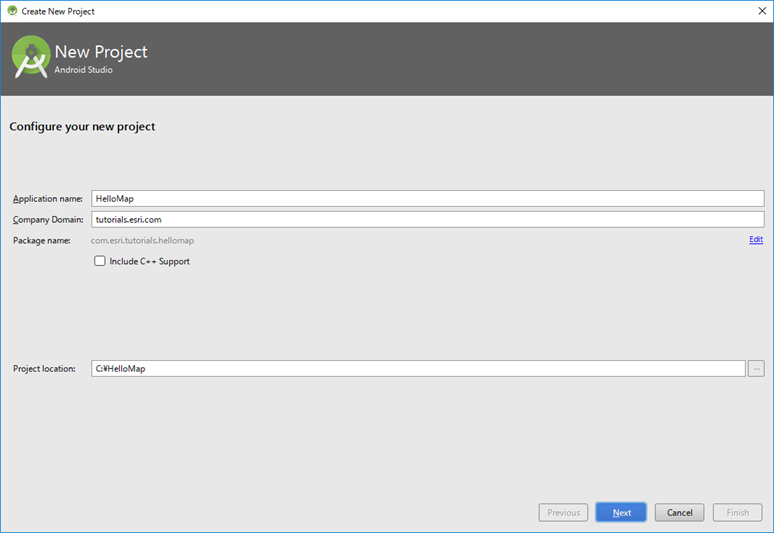 Create New Project
New Project
Android Studio
Configure your new project
Application name: HelloMap
Company Domain: tutorials.esri.com
Package name: com.esri.tutorials.hellomap Edit
Include C++ Support
Project location: C:¥HelloMap ...
Previous Next Cancel Finish